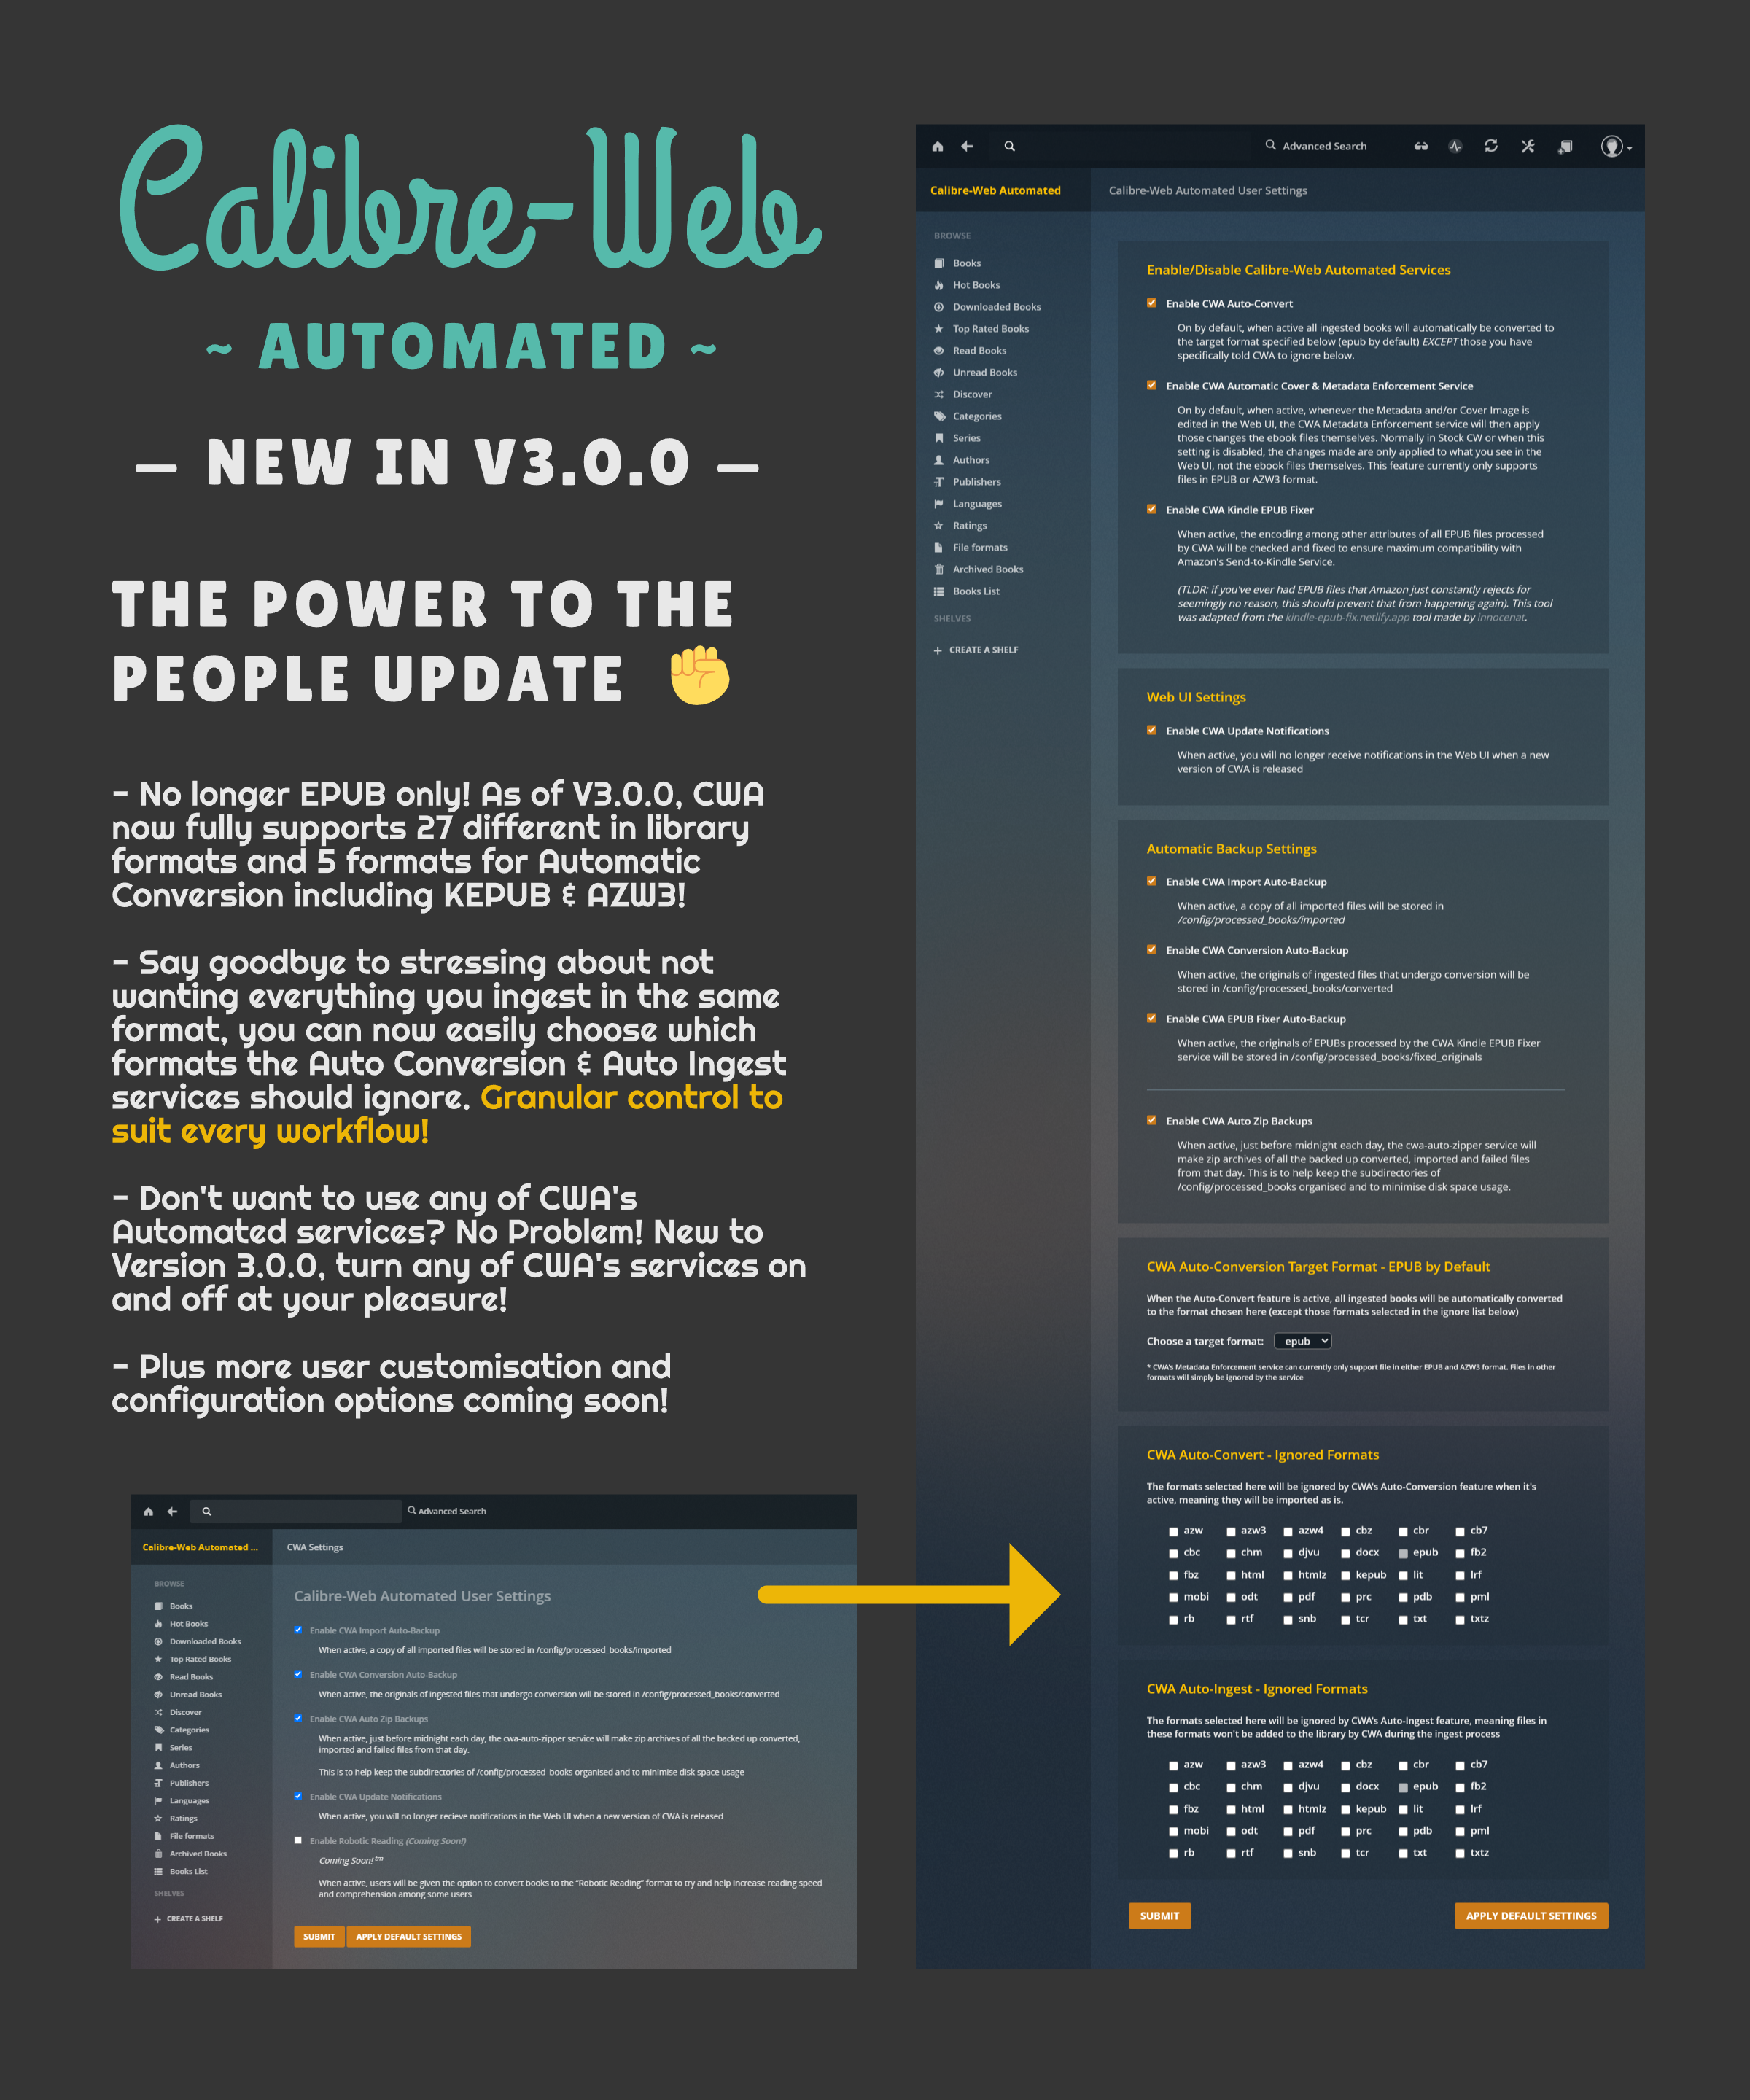 Calibre-Web
~ AUTOMATED ~
— NEW IN V3.0.0 —
THE POWER TO THE
PEOPLE UPDATE ✊
- No longer EPUB only! As of V3.0.0, CWA
now fully supports 27 different in library
formats and 5 formats for Automatic
Conversion including KEPUB & AZW3!
- Say goodbye to stressing about not
wanting everything you ingest in the same
format, you can now easily choose which
formats the Auto Conversion & Auto Ingest
services should ignore. Granular control to
suit every workflow!
- Don't want to use any of CWA's
Automated services? No Problem! New to
Version 3.0.0, turn any of CWA's services on
and off at your pleasure!
- Plus more user customisation and
configuration options coming soon!
Advanced Search
Calibre-Web Automated ...
CWA Settings
BROWSE
Books
Hot Books
Downloaded Books
Top Rated Books
Read Books
Unread Books
Discover
Categories
Series
Authors
Publishers
Languages
Ratings
File formats
Archived Books
Books List
SHELVES
+ CREATE A SHELF
Calibre-Web Automated User Settings
Enable CWA Import Auto-Backup
When active, a copy of all imported files will be stored in /config/processed_books/imported
Enable CWA Conversion Auto-Backup
When active, the originals of ingested files that undergo conversion will be stored in /config/processed_books/converted
Enable CWA Auto Zip Backups
When active, just before midnight each day, the cwa-auto-zipper service will make zip archives of all the backed up converted,
imported and failed files from that day.
This is to help keep the subdirectories of /config/processed_books organised and to minimise disk space usage
Enable CWA Update Notifications
When active, you will no longer recieve notifications in the Web UI when a new version of CWA is released
Enable Robotic Reading (Coming Soon!)
Coming Soon! tm
When active, users will be given the option to convert books to the "Robotic Reading" format to try and help increase reading speed
and comprehension among some users
SUBMIT
APPLY DEFAULT SETTINGS
Advanced Search
Calibre-Web Automated
Calibre-Web Automated User Settings
BROWSE
Books
Hot Books
Downloaded Books
Top Rated Books
Read Books
Unread Books
Discover
Categories
Series
Authors
Publishers
Languages
Ratings
File formats
Archived Books
Books List
SHELVES
+ CREATE A SHELF
Enable/Disable Calibre-Web Automated Services
Enable CWA Auto-Convert
On by default, when active all ingested books will automatically be converted to
the target format specified below (epub by default) EXCEPT those you have
specifically told CWA to ignore below.
Enable CWA Automatic Cover & Metadata Enforcement Service
On by default, when active, whenever the Metadata and/or Cover Image is
edited in the Web UI, the CWA Metadata Enforcement service will then apply
those changes the ebook files themselves. Normally in Stock CW or when this
setting is disabled, the changes made are only applied to what you see in the
Web UI, not the ebook files themselves. This feature currently only supports
files in EPUB or AZW3 format.
Enable CWA Kindle EPUB Fixer
When active, the encoding among other attributes of all EPUB files processed
by CWA will be checked and fixed to ensure maximum compatibility with
Amazon's Send-to-Kindle Service.
(TLDR: if you've ever had EPUB files that Amazon just constantly rejects for
seemingly no reason, this should prevent that from happening again). This tool
was adapted from the kindle-epub-fix.netlify.app tool made by innocenat.
Web UI Settings
Enable CWA Update Notifications
When active, you will no longer receive notifications in the Web UI when a new
version of CWA is released
Automatic Backup Settings
Enable CWA Import Auto-Backup
When active, a copy of all imported files will be stored in
/config/processed_books/imported
Enable CWA Conversion Auto-Backup
When active, the originals of ingested files that undergo conversion will be
stored in /config/processed_books/converted
Enable CWA EPUB Fixer Auto-Backup
When active, the originals of EPUBs processed by the CWA Kindle EPUB Fixer
service will be stored in /config/processed_books/fixed_originals
Enable CWA Auto Zip Backups
When active, just before midnight each day, the cwa-auto-zipper service will
make zip archives of all the backed up converted, imported and failed files
from that day. This is to help keep the subdirectories of
/config/processed_books organised and to minimise disk space usage.
CWA Auto-Conversion Target Format - EPUB by Default
When the Auto-Convert feature is active, all ingested books will be automatically converted
to the format chosen here (except those formats selected in the ignore list below)
Choose a target format: epub
* CWA's Metadata Enforcement service can currently only support file in either EPUB and AZW3 format. Files in other
formats will simply be ignored by the service
CWA Auto-Convert - Ignored Formats
The formats selected here will be ignored by CWA's Auto-Conversion feature when it's
active, meaning they will be imported as is.
azw azw3 azw4 cbz cbr cb7
cbc chm djvu docx epub fb2
fbz html htmlz kepub lit lrf
mobi odt pdf prc pdb pml
rb rtf snb tcr txt txtz
CWA Auto-Ingest - Ignored Formats
The formats selected here will be ignored by CWA's Auto-Ingest feature, meaning files in
these formats won't be added to the library by CWA during the ingest process
azw azw3 azw4 cbz cbr cb7
cbc chm djvu docx epub fb2
fbz html htmlz kepub lit lrf
mobi odt pdf prc pdb pml
rb rtf snb tcr txt txtz
SUBMIT
APPLY DEFAULT SETTINGS